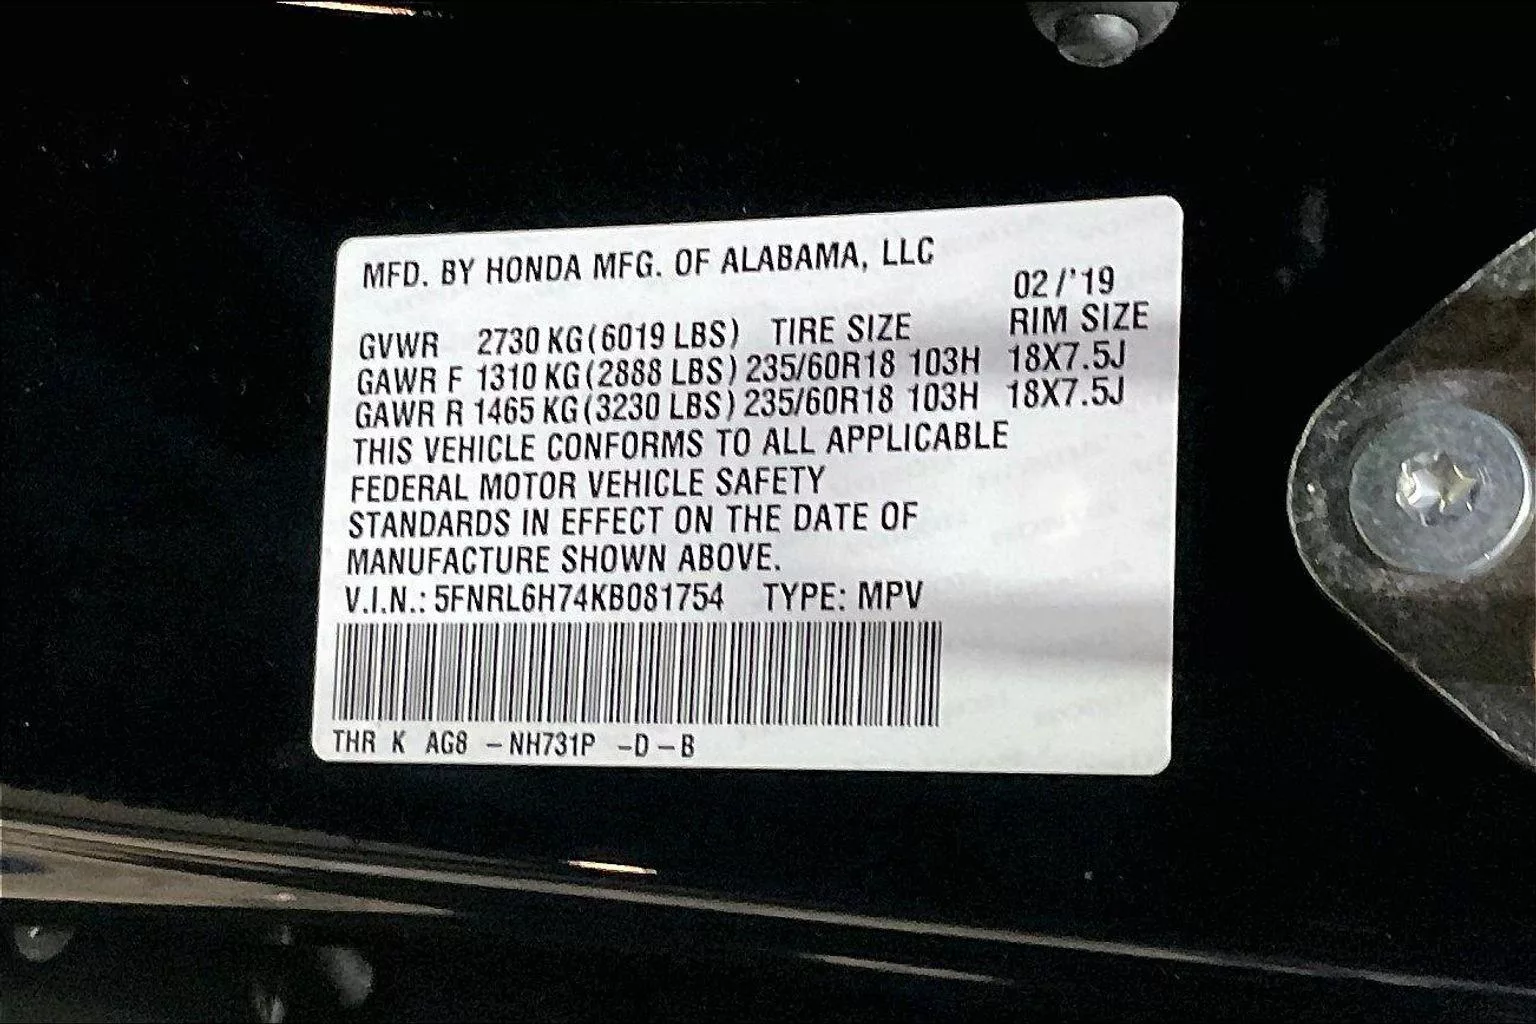 MFD. BY HONDA MFG. OF ALABAMA, LLC
02/'19
GVWR 2730 KG(6019 LBS) TIRE SIZE RIM SIZE
GAWR F 1310 KG(2888 LBS) 235/60R18 103H 18X7.5J
GAWR R 1465 KG(3230 LBS) 235/60R18 103H 18X7.5J
THIS VEHICLE CONFORMS TO ALL APPLICABLE
FEDERAL MOTOR VEHICLE SAFETY
STANDARDS IN EFFECT ON THE DATE OF
MANUFACTURE SHOWN ABOVE.
V.I.N.: 5FNRL6H74KB081754 TYPE: MPV
THR K AG8 –NH731P –D–B